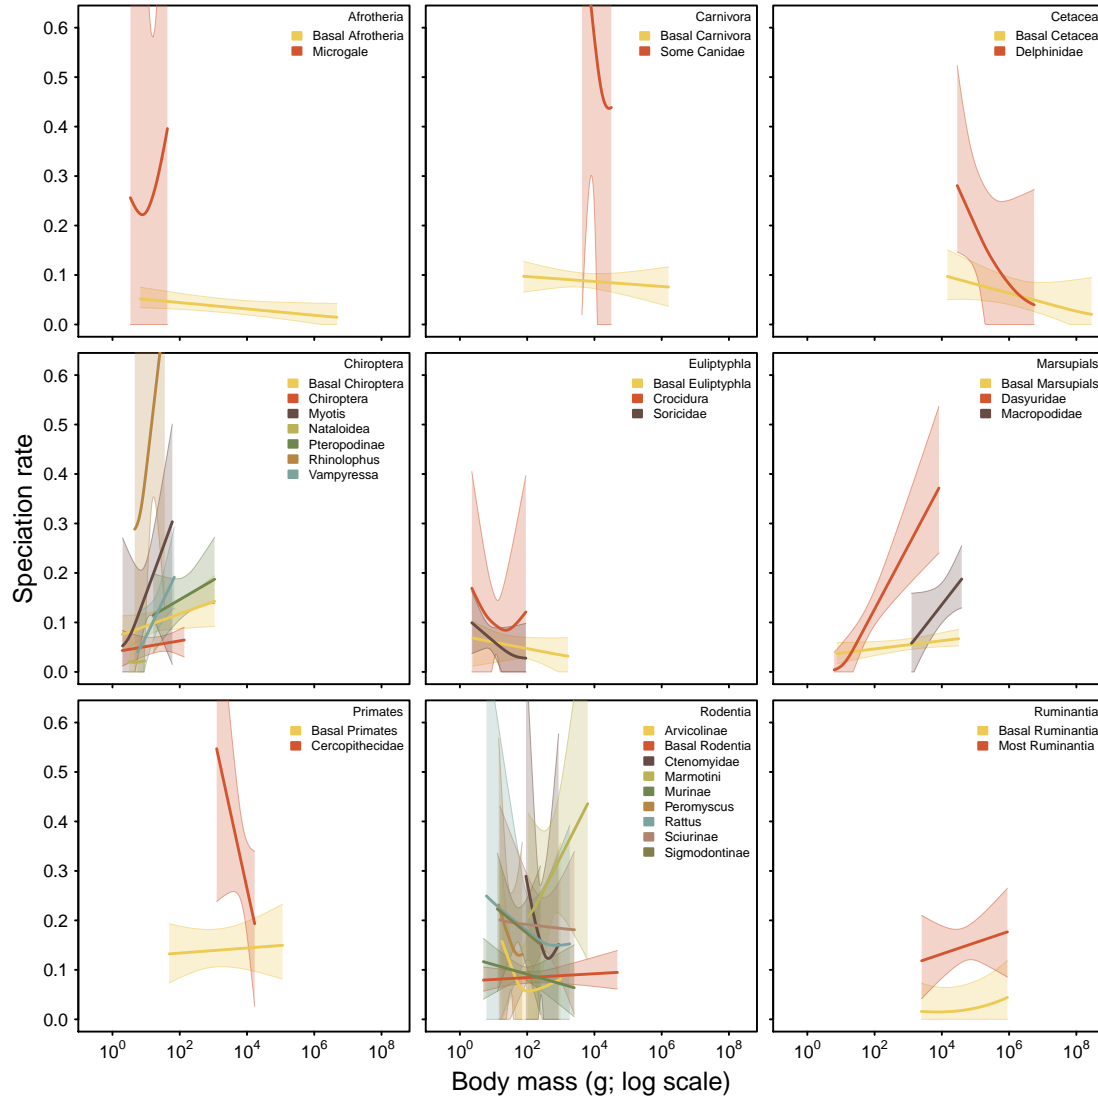 Afrotheria
Basal Afrotheria
Microgale
0.6
0.5
0.4
0.3
0.2
0.1
0.0
Carnivora
Basal Carnivora
Some Canidae
Cetacea
Basal Cetacea
Delphinidae
Chiroptera
Basal Chiroptera
Chiroptera
Myotis
Nataloidea
Pteropodinae
Rhinolophus
Vampyressa
0.6
0.5
0.4
0.3
0.2
0.1
0.0
Speciation rate
Euliptyphla
Basal Euliptyphla
Crocidura
Soricidae
Marsupials
Basal Marsupials
Dasyuridae
Macropodidae
Primates
Basal Primates
Cercopithecidae
0.6
0.5
0.4
0.3
0.2
0.1
0.0
10^0 10^2 10^4 10^6 10^8
Rodentia
Arvicolinae
Basal Rodentia
Ctenomyidae
Marmotini
Murinae
Peromyscus
Rattus
Sciurinae
Sigmodontinae
10^0 10^2 10^4 10^6 10^8
Ruminantia
Basal Ruminantia
Most Ruminantia
10^0 10^2 10^4 10^6 10^8
Body mass (g; log scale)